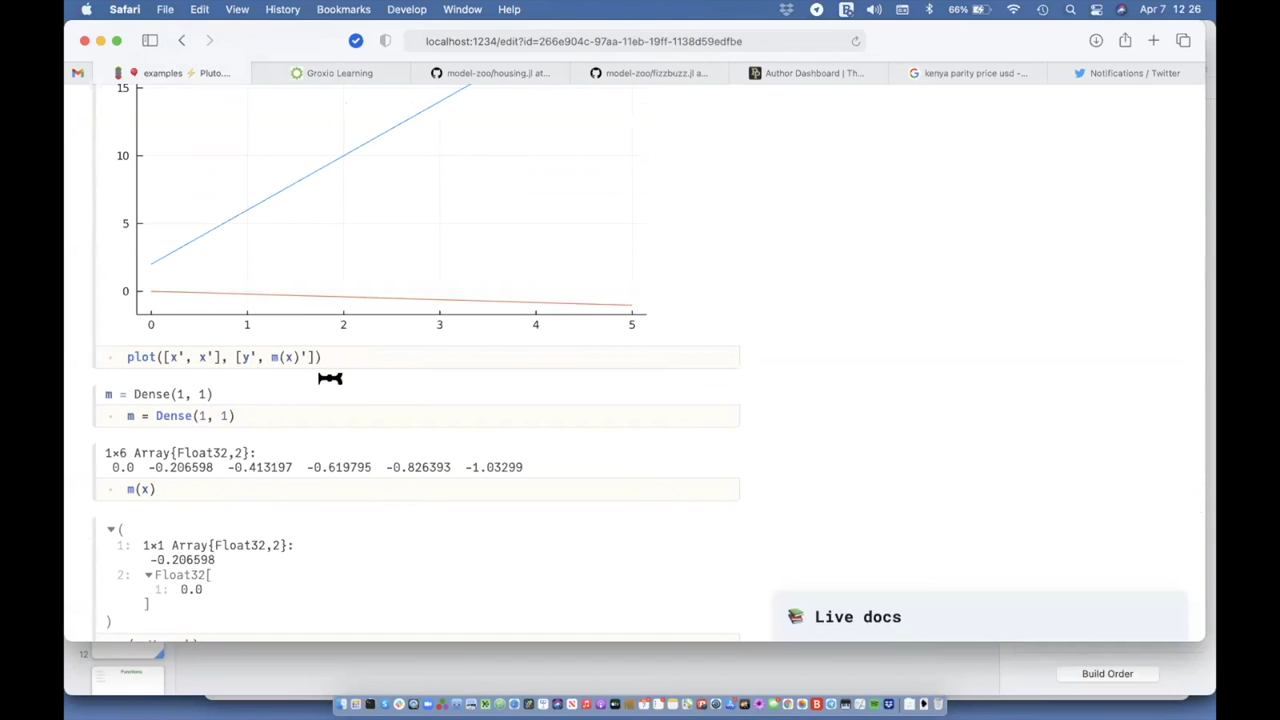 Safari File Edit View History Bookmarks Develop Window Help 66% Apr 7 12 26
localhost:1234/edit?id=266e904c-97aa-11eb-19ff-1138d59edfbe
examples ⚡ Pluto.... Groxio Learning model-zoo/housing.jl at... model-zoo/fizzbuzz.jl a... Author Dashboard | Th... kenya parity price usd -... Notifications / Twitter
15
10
5
0
0 1 2 3 4 5
plot([x', x'], [y', m(x)'])
m = Dense(1, 1)
m = Dense(1, 1)
1×6 Array{Float32,2}:
0.0 -0.206598 -0.413197 -0.619795 -0.826393 -1.03299
m(x)
(
1: 1×1 Array{Float32,2}:
-0.206598
2: Float32[
1: 0.0
]
)
Live docs
12
Functions
Build Order